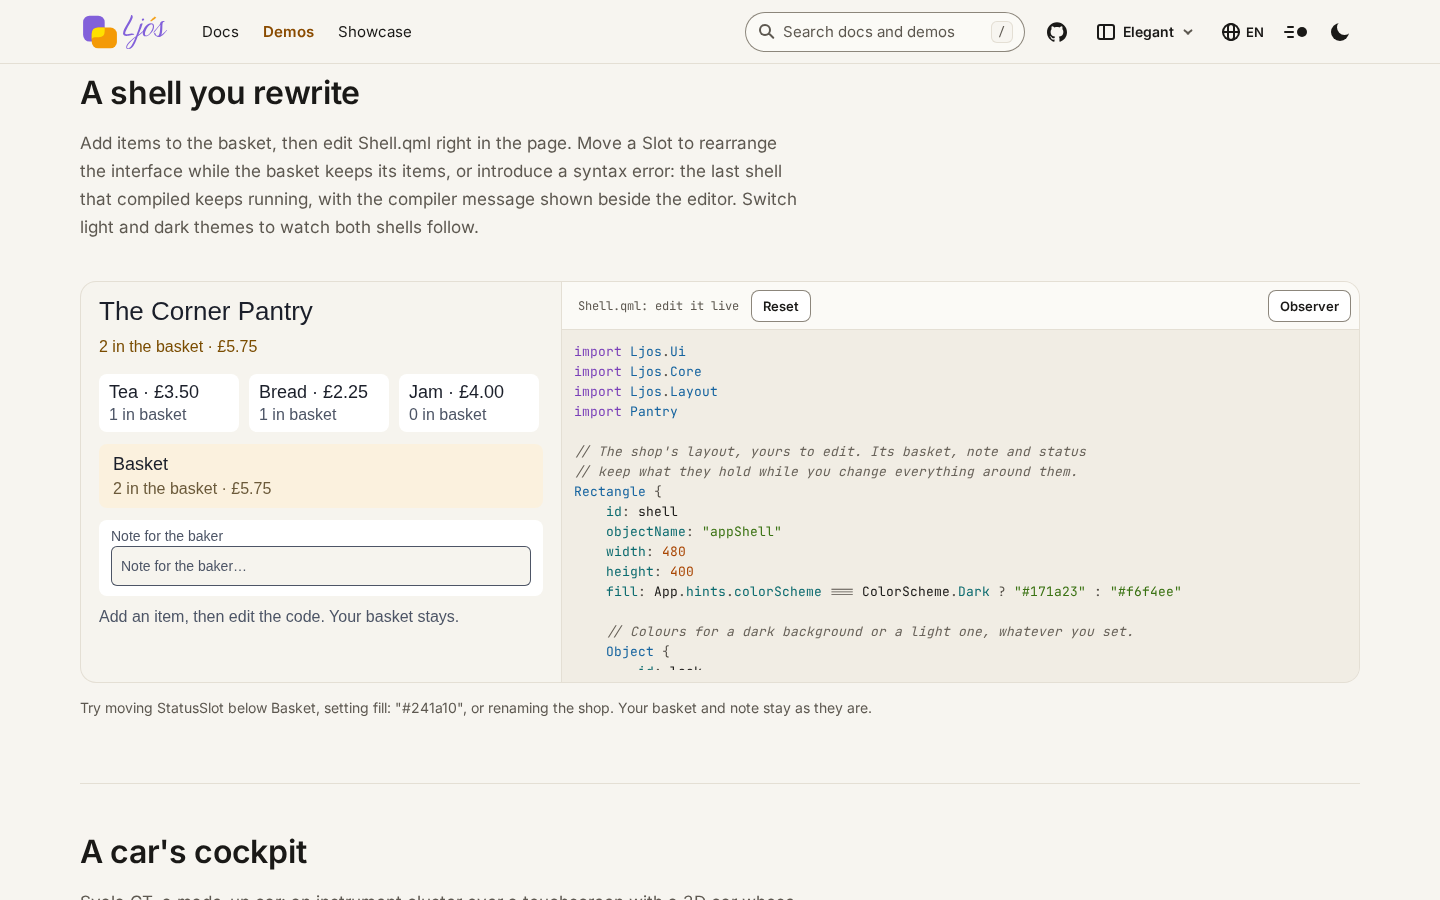 Ljós
Docs
Demos
Showcase
Search docs and demos
/
Elegant
EN
A shell you rewrite
Add items to the basket, then edit Shell.qml right in the page. Move a Slot to rearrange
the interface while the basket keeps its items, or introduce a syntax error: the last shell
that compiled keeps running, with the compiler message shown beside the editor. Switch
light and dark themes to watch both shells follow.
The Corner Pantry
2 in the basket · £5.75
Tea · £3.50
1 in basket
Bread · £2.25
1 in basket
Jam · £4.00
0 in basket
Basket
2 in the basket · £5.75
Note for the baker
Note for the baker…
Add an item, then edit the code. Your basket stays.
Shell.qml: edit it live
Reset
Observer
import Ljos.Ui
import Ljos.Core
import Ljos.Layout
import Pantry
// The shop's layout, yours to edit. Its basket, note and status
// keep what they hold while you change everything around them.
Rectangle {
id: shell
objectName: "appShell"
width: 480
height: 400
fill: App.hints.colorScheme === ColorScheme.Dark ? "#171a23" : "#f6f4ee"
// Colours for a dark background or a light one, whatever you set.
Object {
id: look
Try moving StatusSlot below Basket, setting fill: "#241a10", or renaming the shop. Your basket and note stay as they are.
A car's cockpit